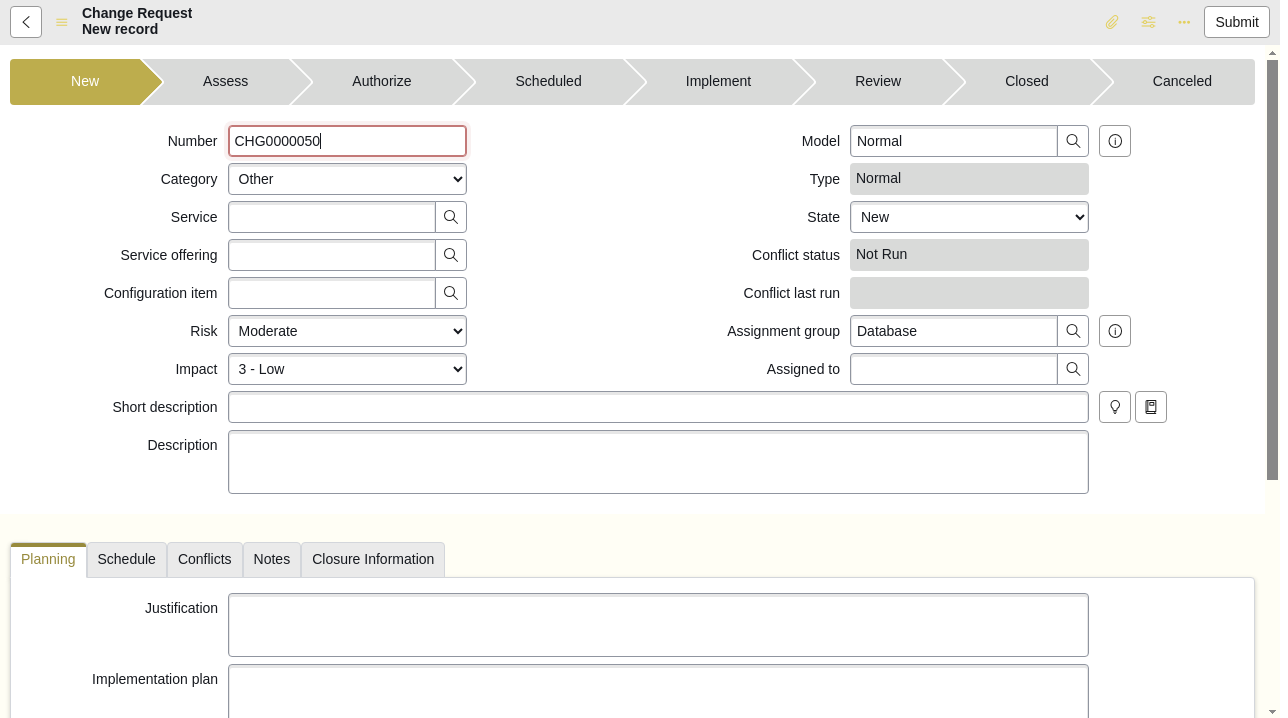 Change Request
New record
Submit
New
Assess
Authorize
Scheduled
Implement
Review
Closed
Canceled
Number
CHG0000050
Model
Normal
Category
Other
Type
Normal
Service
State
New
Service offering
Conflict status
Not Run
Configuration item
Conflict last run
Risk
Moderate
Assignment group
Database
Impact
3 - Low
Assigned to
Short description
Description
Planning
Schedule
Conflicts
Notes
Closure Information
Justification
Implementation plan